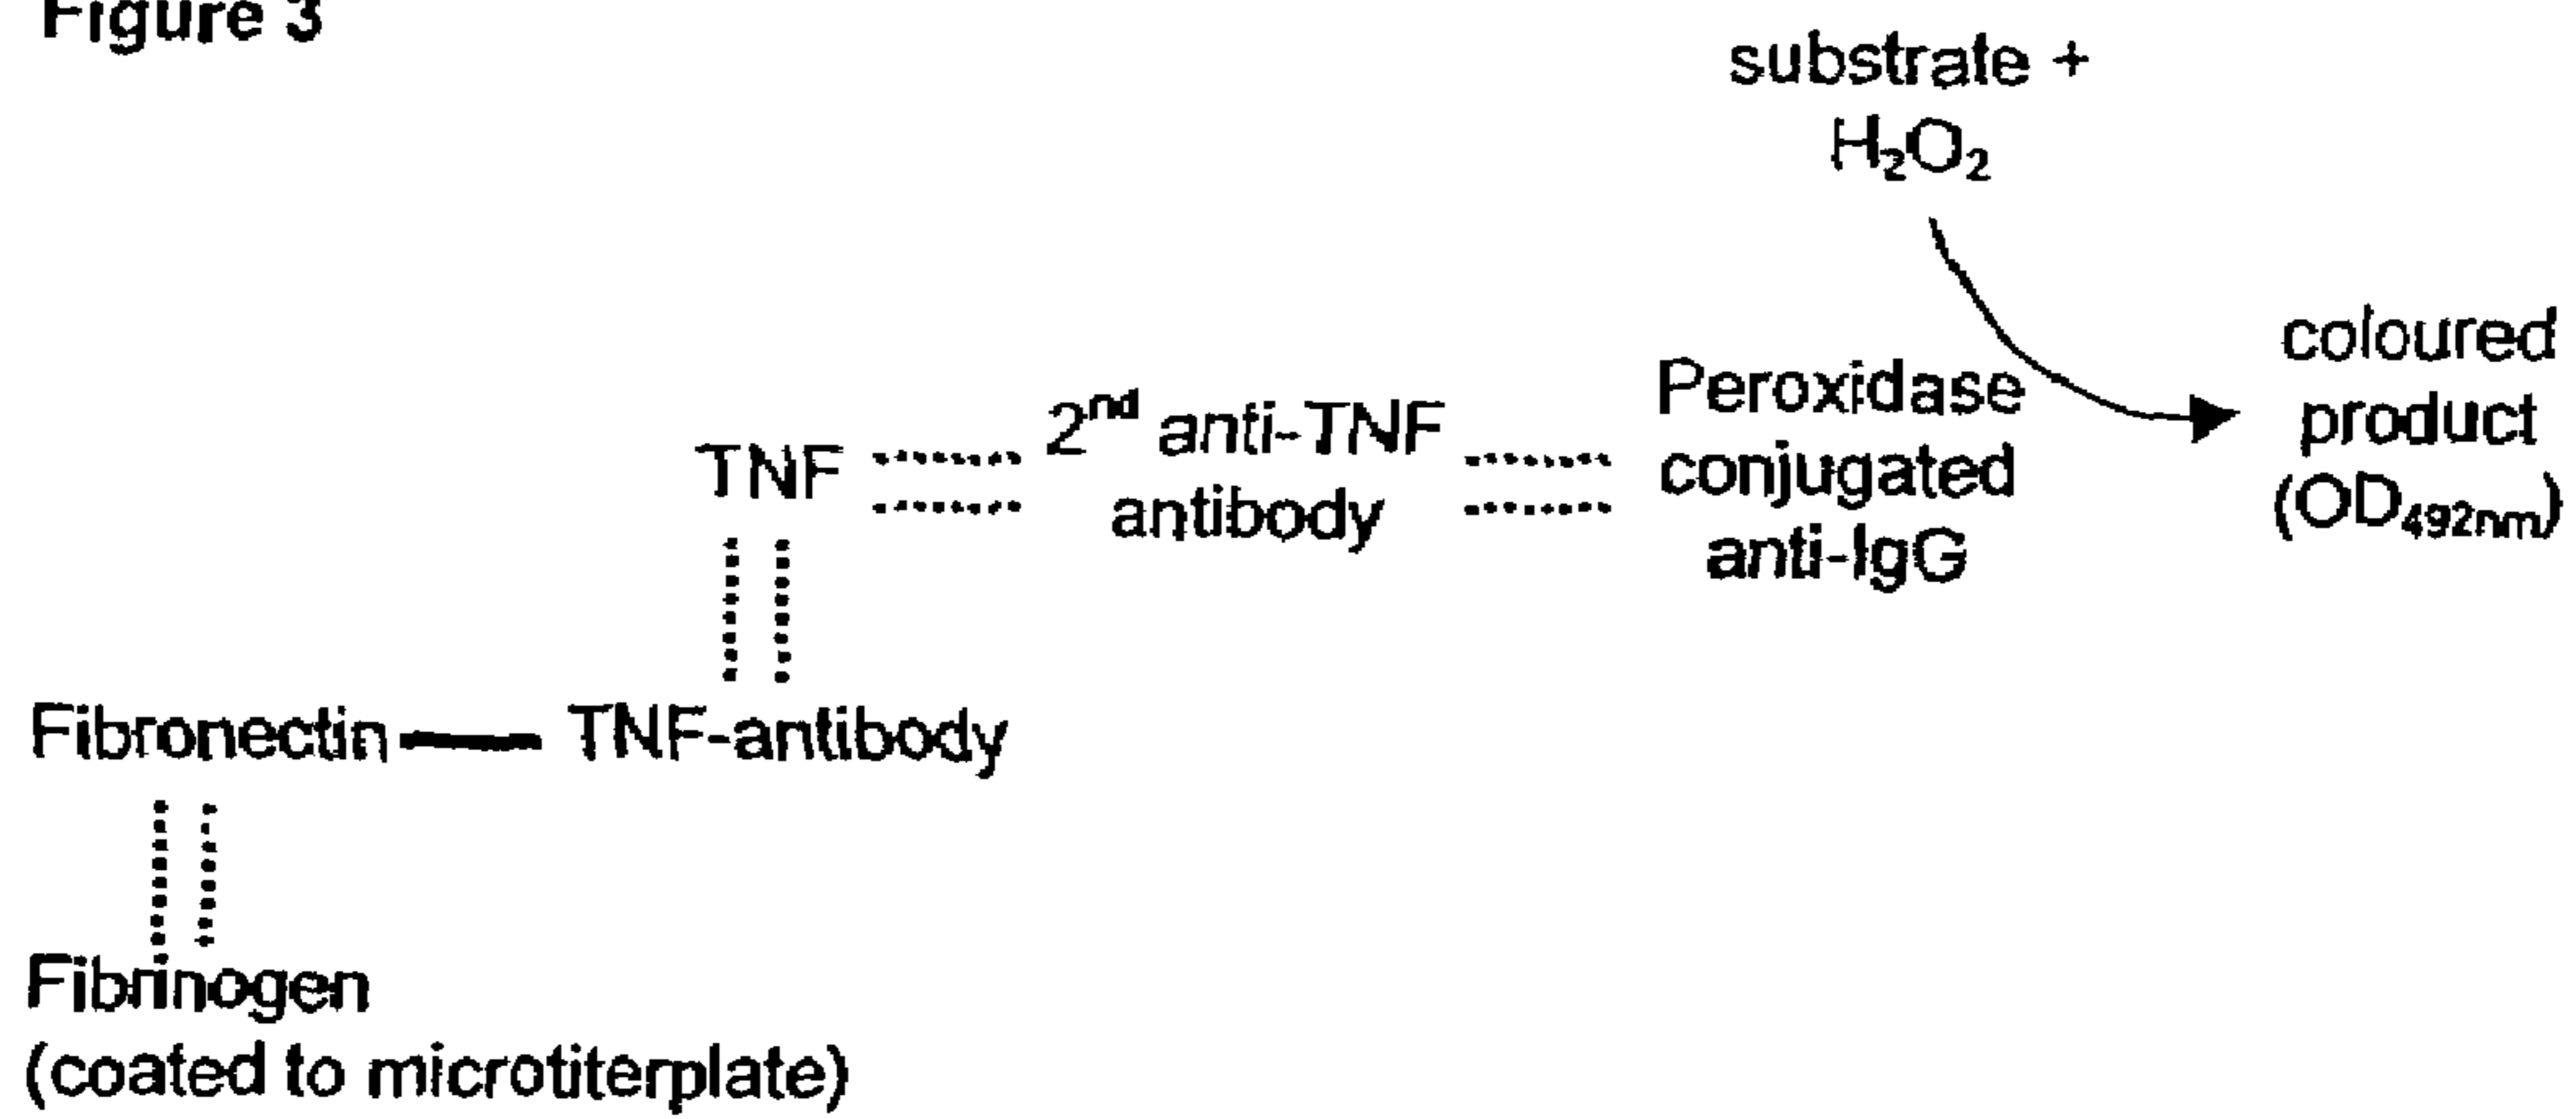 Figure 3
substrate +
H₂O₂
coloured
product
(OD₄₉₂ₙₘ)
Peroxidase
conjugated
anti-IgG
2ⁿᵈ anti-TNF
antibody
TNF
Fibronectin
TNF-antibody
Fibrinogen
(coated to microtiterplate)